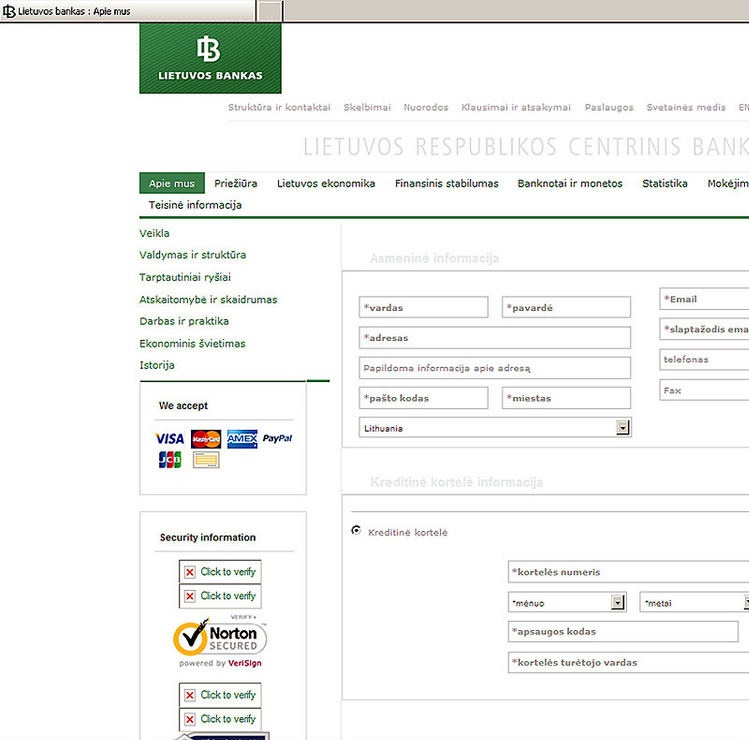 Lietuvos bankas : Apie mus
LIETUVOS BANKAS
Struktūra ir kontaktai Skelbimai Nuorodos Klausimai ir atsakymai Paslaugos Svetainės medis EN
LIETUVOS RESPUBLIKOS CENTRINIS BANK
Apie mus Priežiūra Lietuvos ekonomika Finansinis stabilumas Banknotai ir monetos Statistika Mokėjim
Teisinė informacija
Veikla
Valdymas ir struktūra
Tarptautiniai ryšiai
Atskaitomybė ir skaidrumas
Darbas ir praktika
Ekonominis švietimas
Istorija
We accept
VISA MasterCard AMEX PayPal
JCB
Security information
Click to verify
Click to verify
VERIFY
Norton
SECURED
powered by VeriSign
Click to verify
Click to verify
Asmeninė informacija
*vardas *pavardė
*adresas
Papildoma informacija apie adresą
*pašto kodas *miestas
Lithuania
*Email
*slaptažodis ema
telefonas
Fax
Kreditinė kortelė informacija
Kreditinė kortelė
*kortelės numeris
*mėnuo *metai
*apsaugos kodas
*kortelės turėtojo vardas